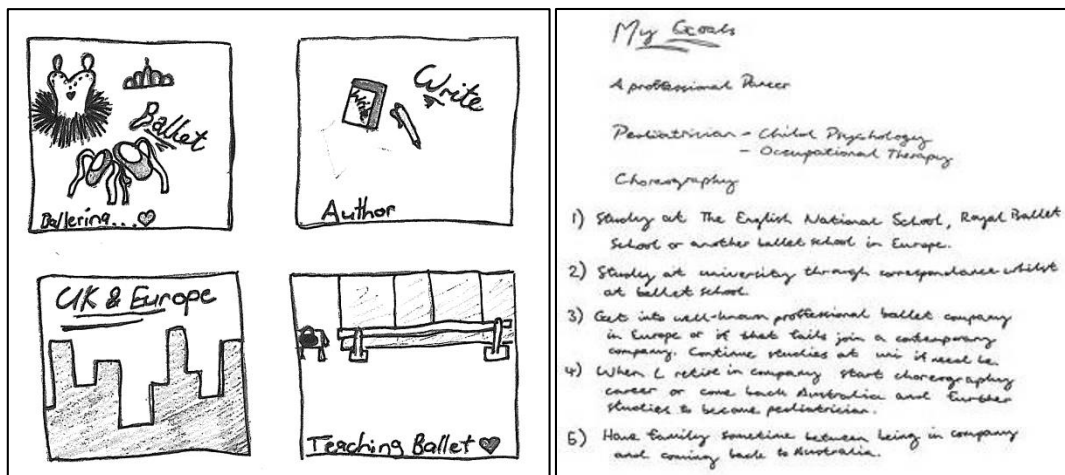 Ballet
Ballering...
Write
Author
UK & Europe
Teaching Ballet
My Goals
A proffessional Dancer
Pediatrician - Child Psychology
- Occupational Therapy
Choreography
1) Study at The English National School, Royal Ballet
School or another ballet school in Europe.
2) Study at university through correspondance whilst
at ballet school.
3) Get into well-known proffessional ballet company
in Europe or if that fails join a contemporary
company. Continue studies at uni if need be.
4) When I retire in company start choreography
career or come back Australia and further
studies to become pediatrician.
5) Have family sometime between being in company
and coming back to Australia.